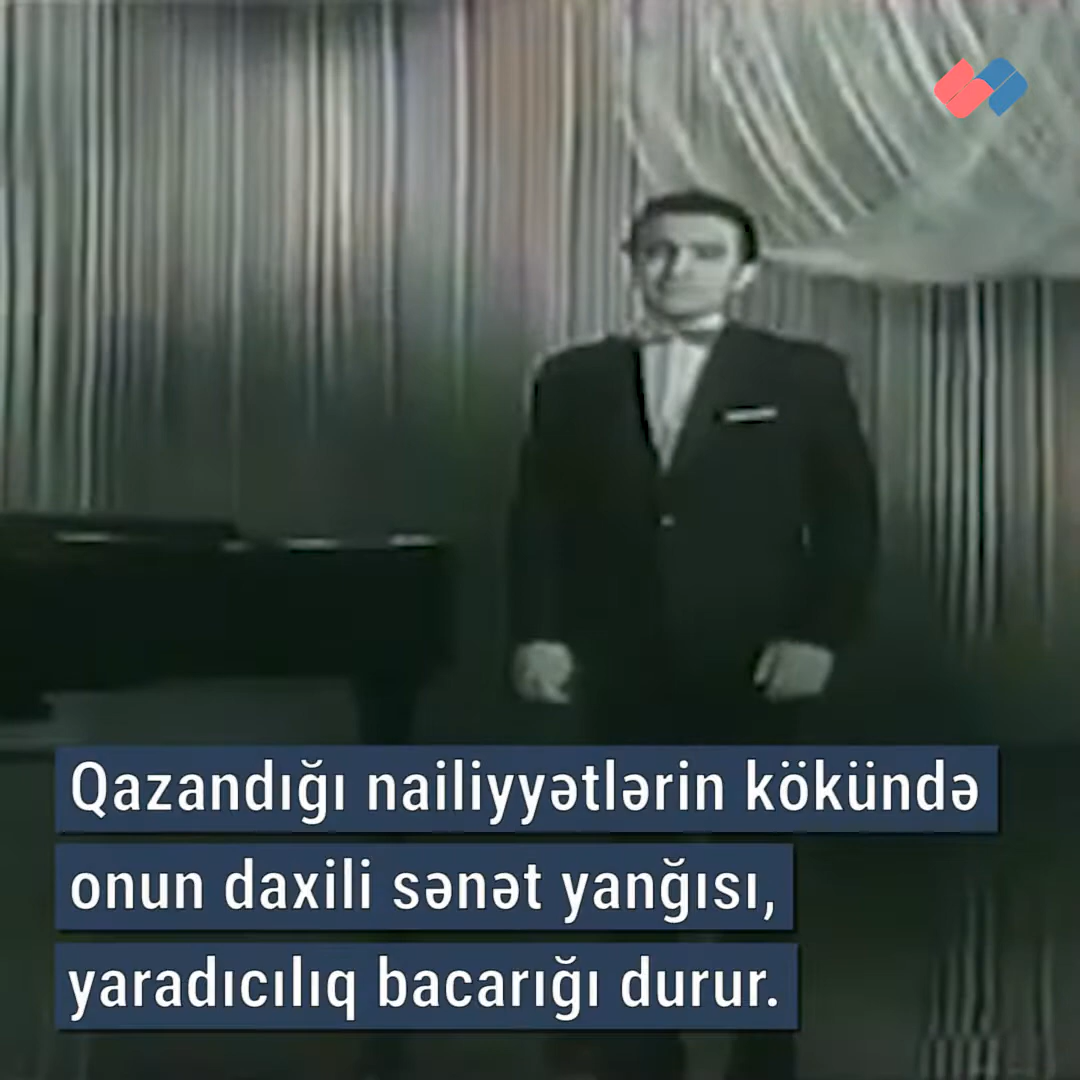 Qazandığı nailiyyətlərin kökündə
onun daxili sənət yanğısı,
yaradıcılıq bacarığı durur.